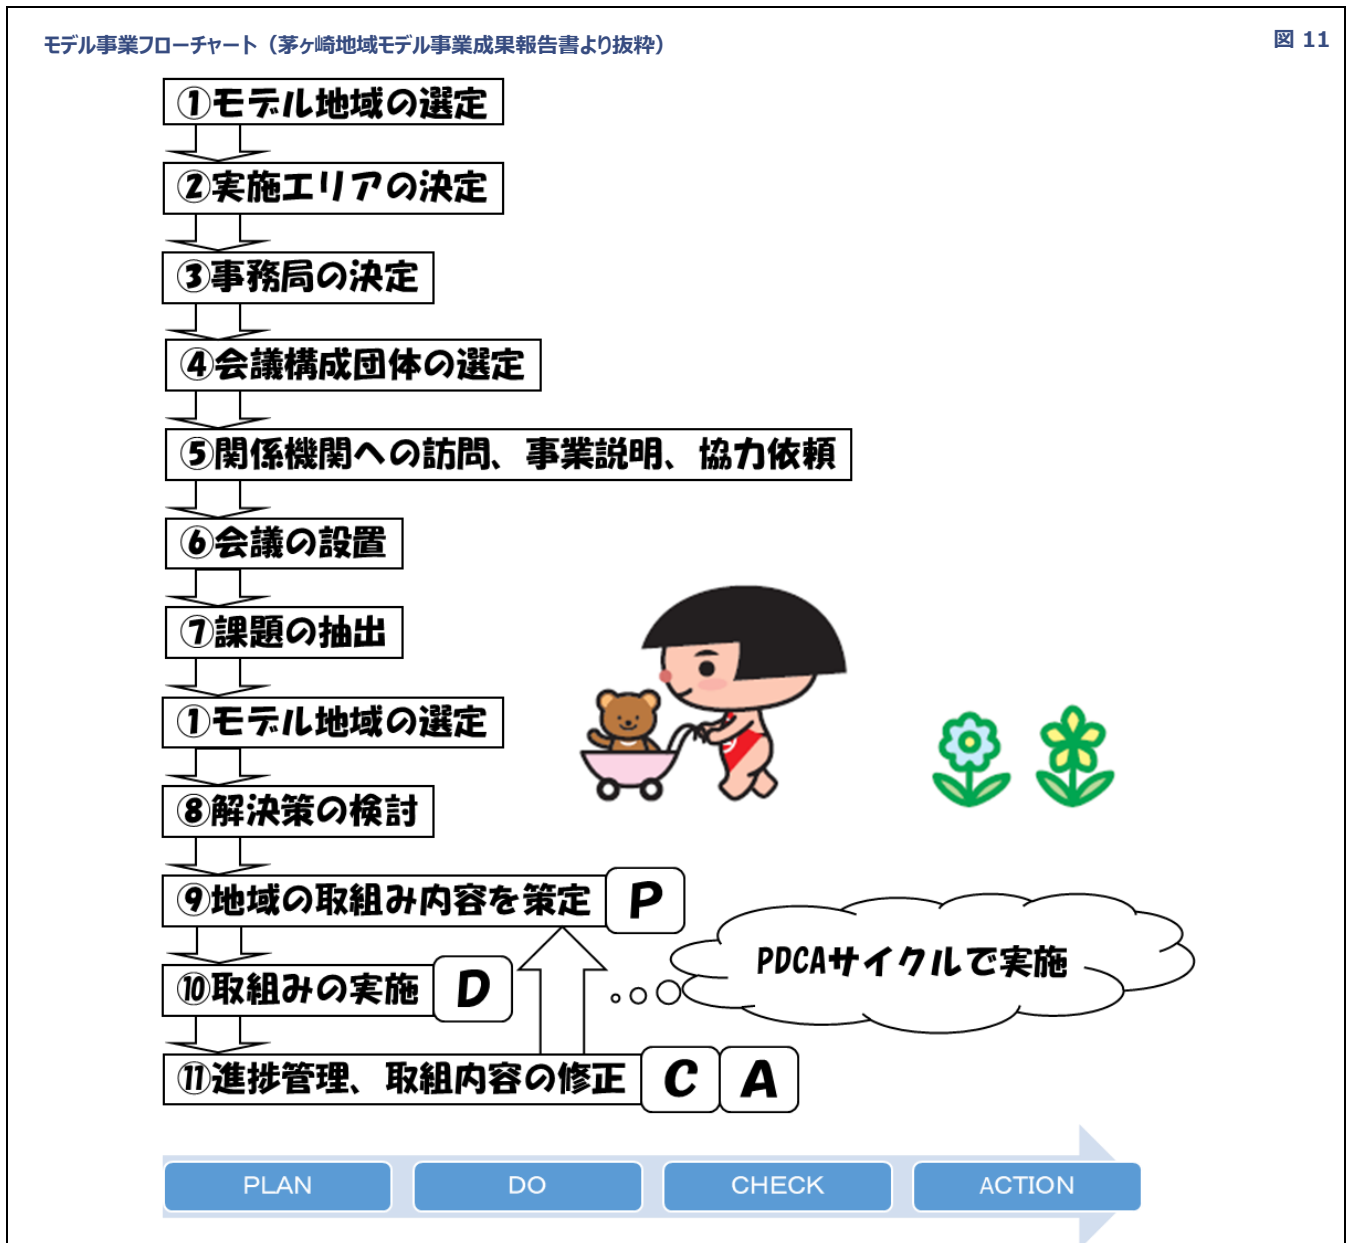 モデル事業フローチャート（茅ヶ崎地域モデル事業成果報告書より抜粋）
図 11
①モデル地域の選定
②実施エリアの決定
③事務局の決定
④会議構成団体の選定
⑤関係機関への訪問、事業説明、協力依頼
⑥会議の設置
⑦課題の抽出
①モデル地域の選定
⑧解決策の検討
⑨地域の取組み内容を策定 P
PDCAサイクルで実施
⑩取組みの実施 D
⑪進捗管理、取組内容の修正 C A
PLAN
DO
CHECK
ACTION